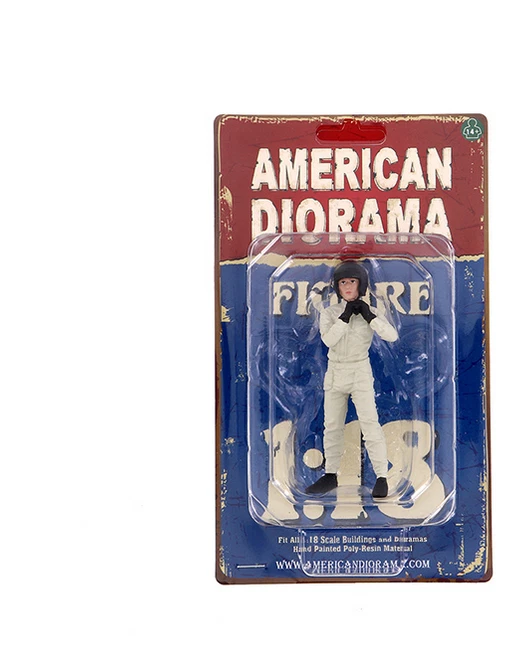 14+
AMERICAN
DIORAMA
FIGURE
1:18
Fit All 1:18 Scale Buildings and Dioramas
Hand Painted Poly-Resin Material
WWW.AMERICANDIORAMA.COM